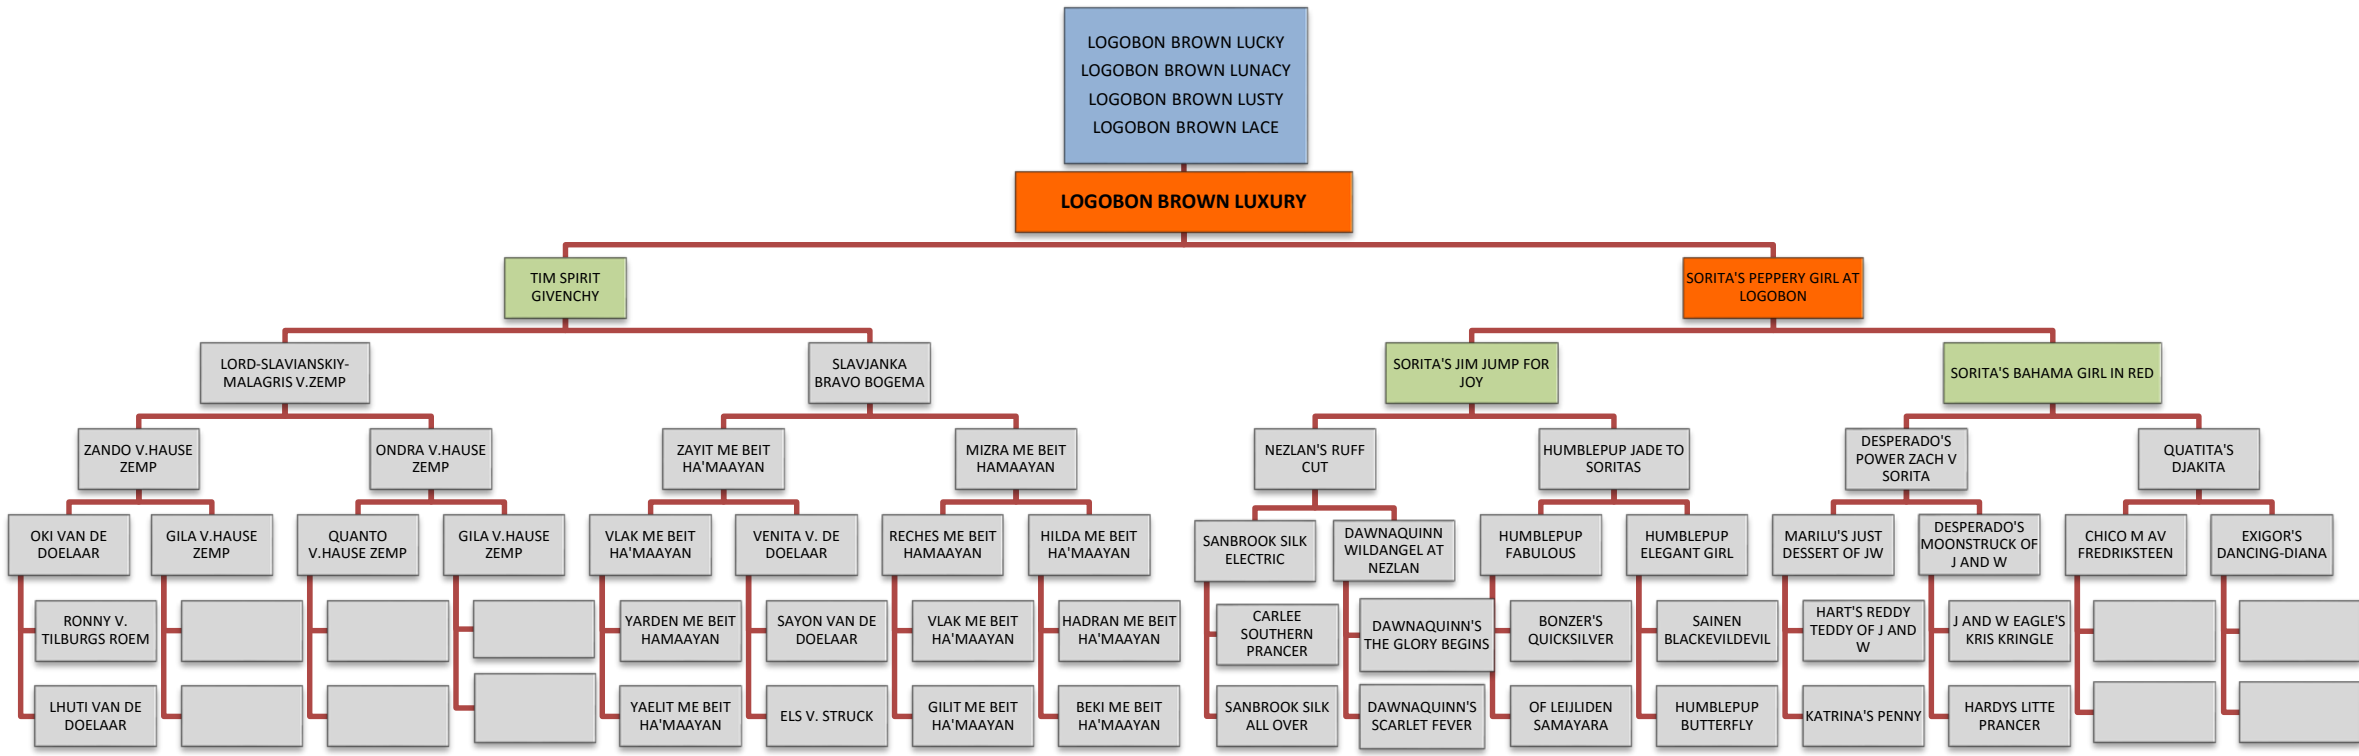 LOGOBON BROWN LUCKY
LOGOBON BROWN LUNACY
LOGOBON BROWN LUSTY
LOGOBON BROWN LACE
LOGOBON BROWN LUXURY
TIM SPIRIT
GIVENCHY
SORITA'S PEPPERY GIRL AT
LOGOBON
LORD-SLAVIANSKIY-
MALAGRIS V.ZEMP
SLAVJANKA
BRAVO BOGEMA
SORITA'S JIM JUMP FOR
JOY
SORITA'S BAHAMA GIRL IN RED
ZANDO V.HAUSE
ZEMP
ONDRA V.HAUSE
ZEMP
ZAYIT ME BEIT
HA'MAAYAN
MIZRA ME BEIT
HAMAAYAN
NEZLAN'S RUFF
CUT
HUMBLEPUP JADE TO
SORITAS
DESPERADO'S
POWER ZACH V
SORITA
QUATITA'S
DJAKITA
OKI VAN DE
DOELAAR
GILA V.HAUSE
ZEMP
QUANTO
V.HAUSE ZEMP
GILA V.HAUSE
ZEMP
VLAK ME BEIT
HA'MAAYAN
VENITA V. DE
DOELAAR
RECHES ME BEIT
HAMAAYAN
HILDA ME BEIT
HA'MAAYAN
SANBROOK SILK
ELECTRIC
DAWNAQUINN
WILDANGEL AT
NEZLAN
HUMBLEPUP
FABULOUS
HUMBLEPUP
ELEGANT GIRL
MARILU'S JUST
DESSERT OF JW
DESPERADO'S
MOONSTRUCK OF
J AND W
CHICO M AV
FREDRIKSTEEN
EXIGOR'S
DANCING-DIANA
RONNY V.
TILBURGS ROEM
YARDEN ME BEIT
HAMAAYAN
SAYON VAN DE
DOELAAR
VLAK ME BEIT
HA'MAAYAN
HADRAN ME BEIT
HA'MAAYAN
CARLEE
SOUTHERN
PRANCER
DAWNAQUINN'S
THE GLORY BEGINS
BONZER'S
QUICKSILVER
SAINEN
BLACKEVILDEVIL
HART'S REDDY
TEDDY OF J AND
W
J AND W EAGLE'S
KRIS KRINGLE
LHUTI VAN DE
DOELAAR
YAELIT ME BEIT
HA'MAAYAN
ELS V. STRUCK
GILIT ME BEIT
HA'MAAYAN
BEKI ME BEIT
HA'MAAYAN
SANBROOK SILK
ALL OVER
DAWNAQUINN'S
SCARLET FEVER
OF LEIJLIDEN
SAMAYARA
HUMBLEPUP
BUTTERFLY
KATRINA'S PENNY
HARDYS LITTE
PRANCER